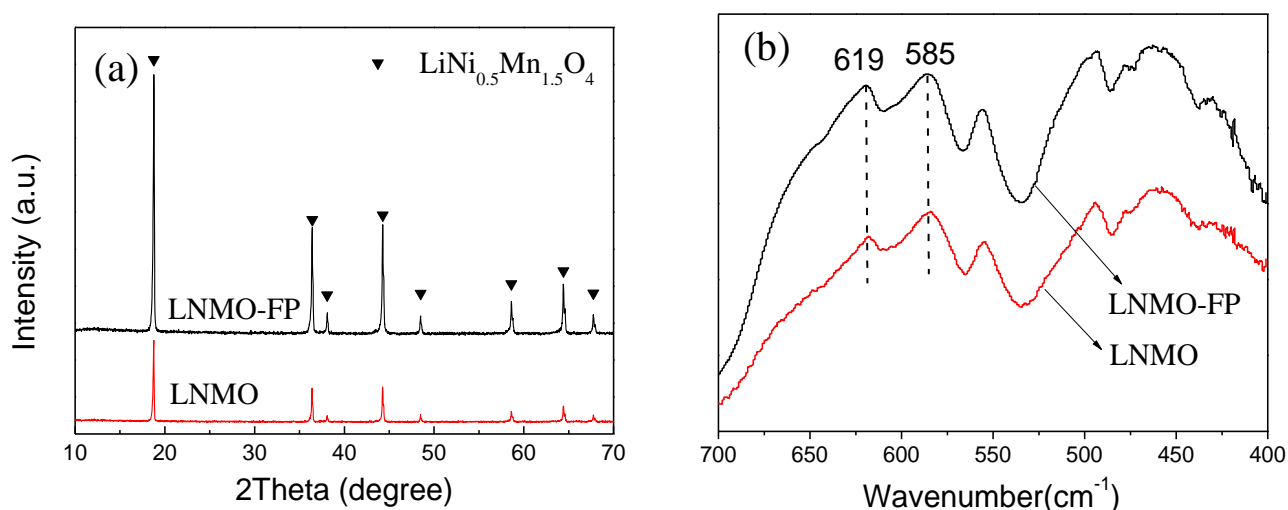 (a)
▼ LiNi0.5Mn1.5O4
LNMO-FP
LNMO
Intensity (a.u.)
10 20 30 40 50 60 70
2Theta (degree)
(b)
619 585
LNMO-FP
LNMO
700 650 600 550 500 450 400
Wavenumber(cm⁻¹)